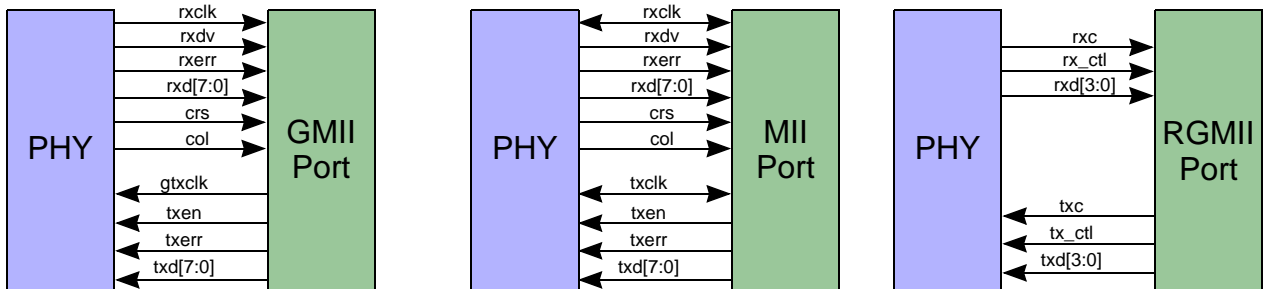 rxclk
rxdv
rxerr
rxd[7:0]
crs
col
PHY
GMII
Port
gtxclk
txen
txerr
txd[7:0]
rxclk
rxdv
rxerr
rxd[7:0]
crs
col
PHY
MII
Port
txclk
txen
txerr
txd[7:0]
rxc
rx_ctl
rxd[3:0]
PHY
RGMII
Port
txc
tx_ctl
txd[3:0]